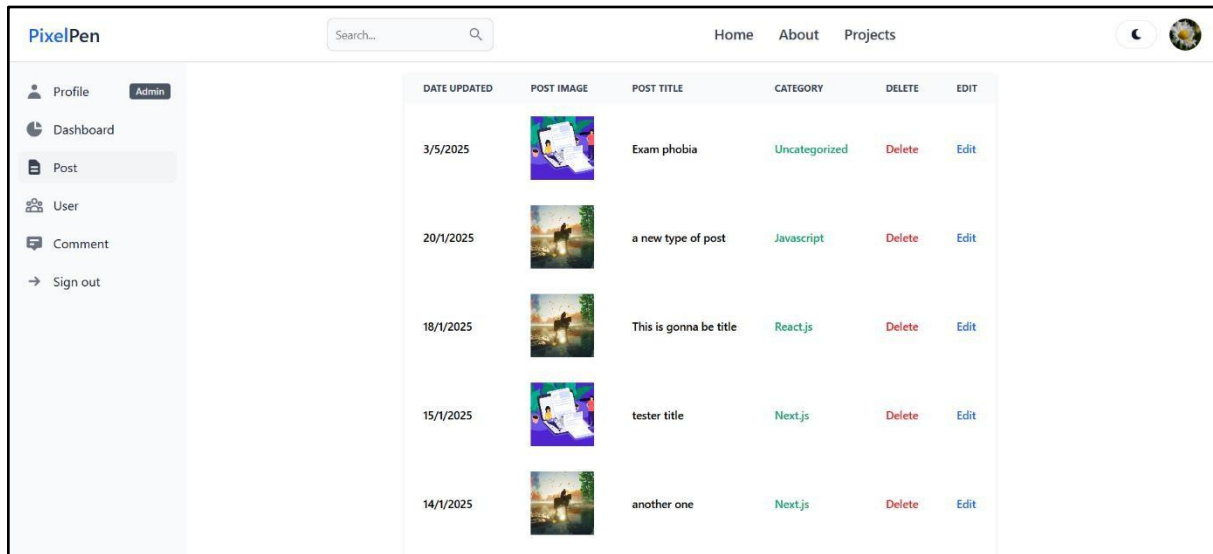 PixelPen
Search...
Home About Projects
Profile Admin
Dashboard
Post
User
Comment
Sign out
DATE UPDATED POST IMAGE POST TITLE CATEGORY DELETE EDIT
3/5/2025 Exam phobia Uncategorized Delete Edit
20/1/2025 a new type of post Javascript Delete Edit
18/1/2025 This is gonna be title React.js Delete Edit
15/1/2025 tester title Next.js Delete Edit
14/1/2025 another one Next.js Delete Edit